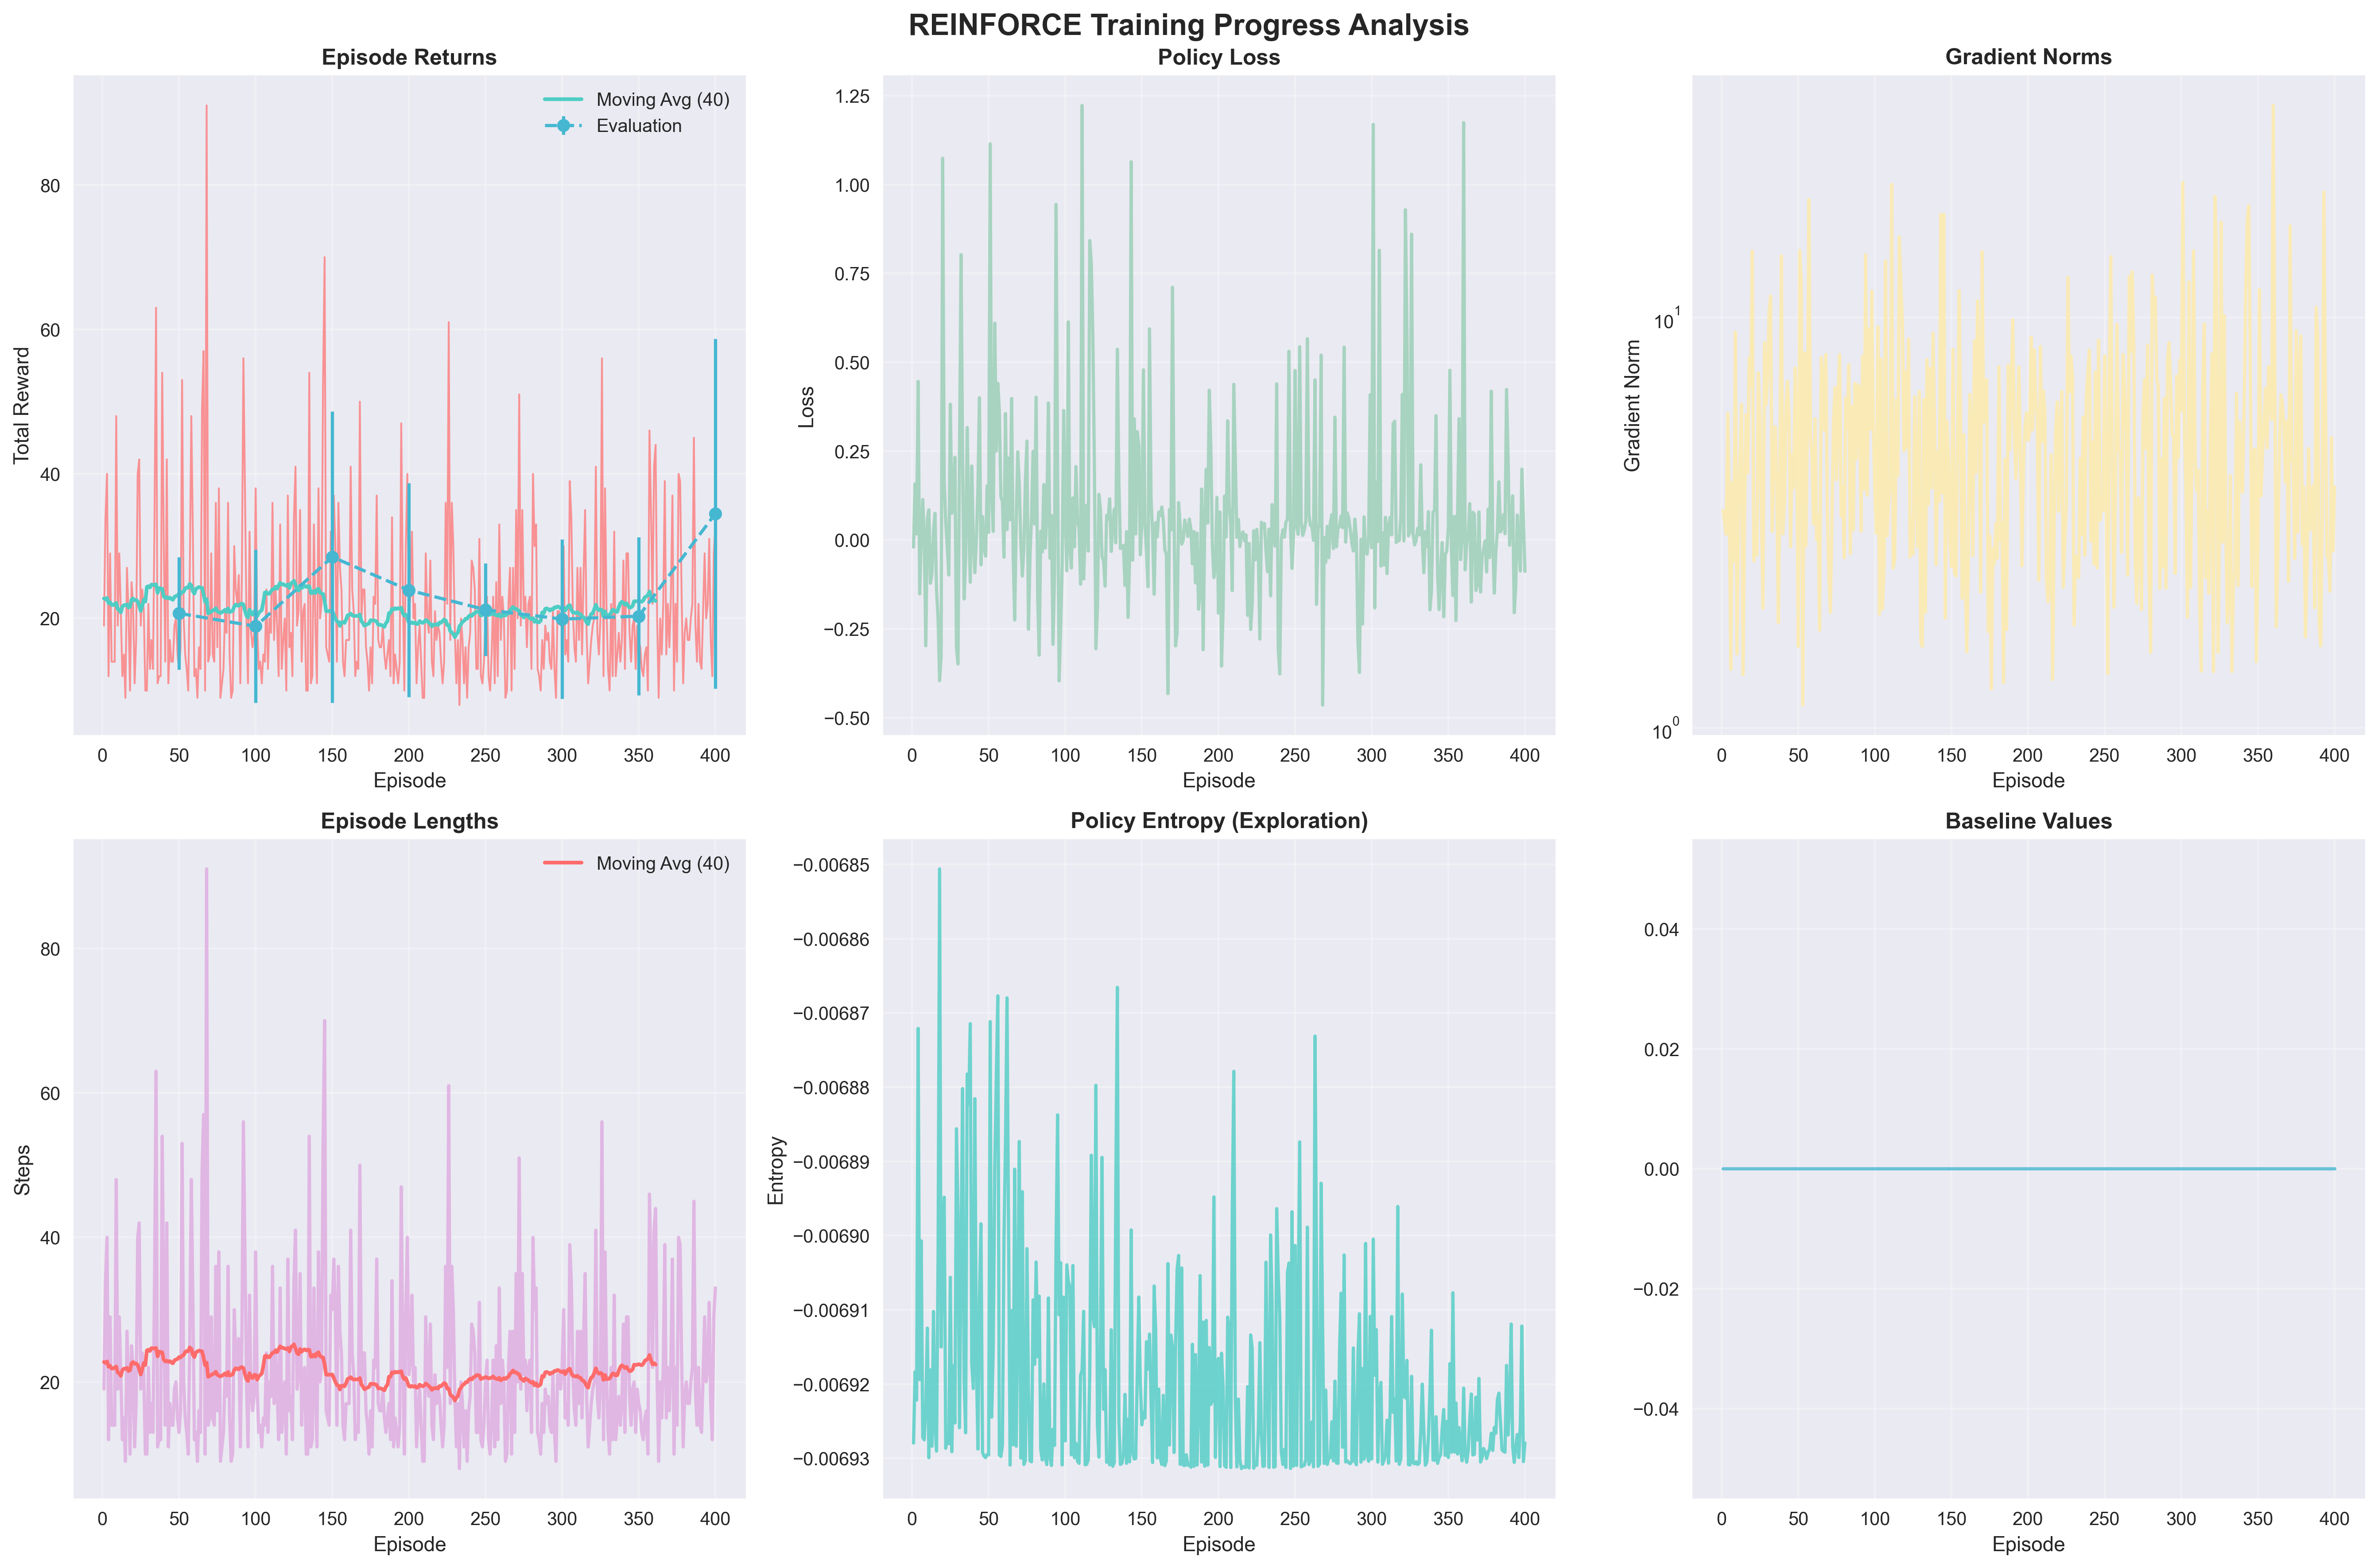 REINFORCE Training Progress Analysis
Episode Returns
Moving Avg (40)
Evaluation
Total Reward
80
60
40
20
0 50 100 150 200 250 300 350 400
Episode
Policy Loss
Loss
1.25
1.00
0.75
0.50
0.25
0.00
−0.25
−0.50
0 50 100 150 200 250 300 350 400
Episode
Gradient Norms
Gradient Norm
10¹
10⁰
0 50 100 150 200 250 300 350 400
Episode
Episode Lengths
Moving Avg (40)
Steps
80
60
40
20
0 50 100 150 200 250 300 350 400
Episode
Policy Entropy (Exploration)
Entropy
−0.00685
−0.00686
−0.00687
−0.00688
−0.00689
−0.00690
−0.00691
−0.00692
−0.00693
0 50 100 150 200 250 300 350 400
Episode
Baseline Values
0.04
0.02
0.00
−0.02
−0.04
0 50 100 150 200 250 300 350 400
Episode